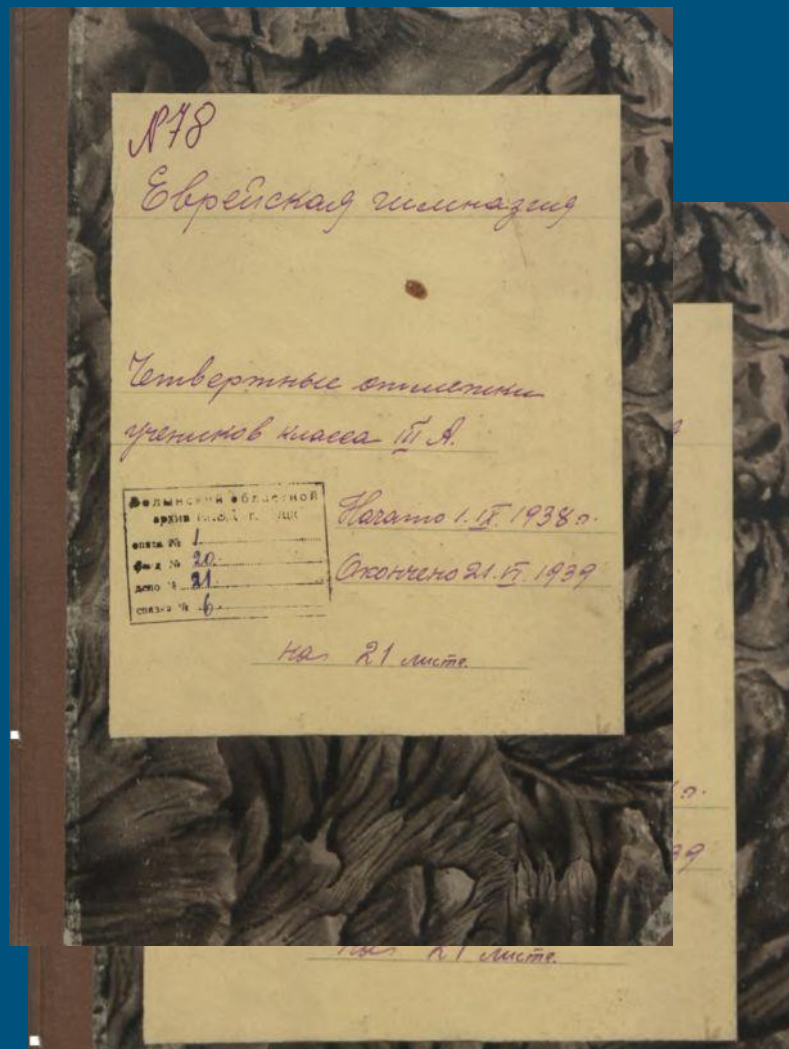 №78
Еврейская гимназия
Четвертные отметки
учеников класса III А.
Волынский областной
архив
опись № 1
фонд № 20
дело № 21
связка № 6
Начато 1.IX.1938 г.
Окончено 21.VI.1939
на 21 листе.
г.
39
на 21 листе.